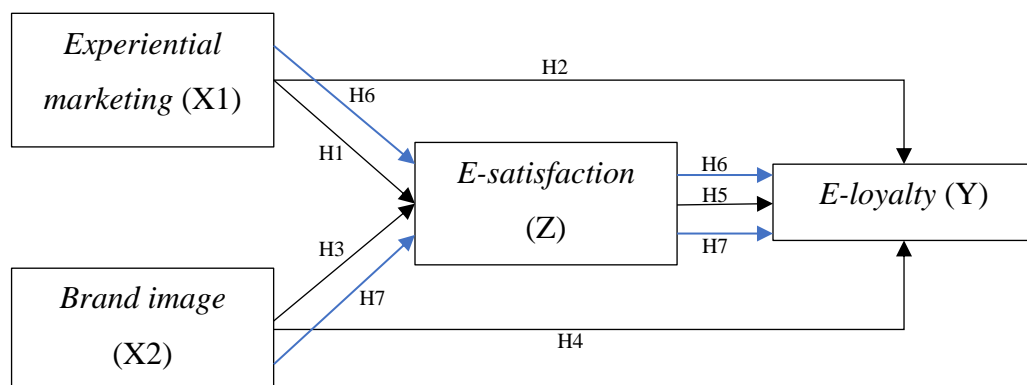 Experiential
marketing (X1)
H2
H6
H1
E-satisfaction
(Z)
H6
H5
H7
E-loyalty (Y)
H3
H7
Brand image
(X2)
H4